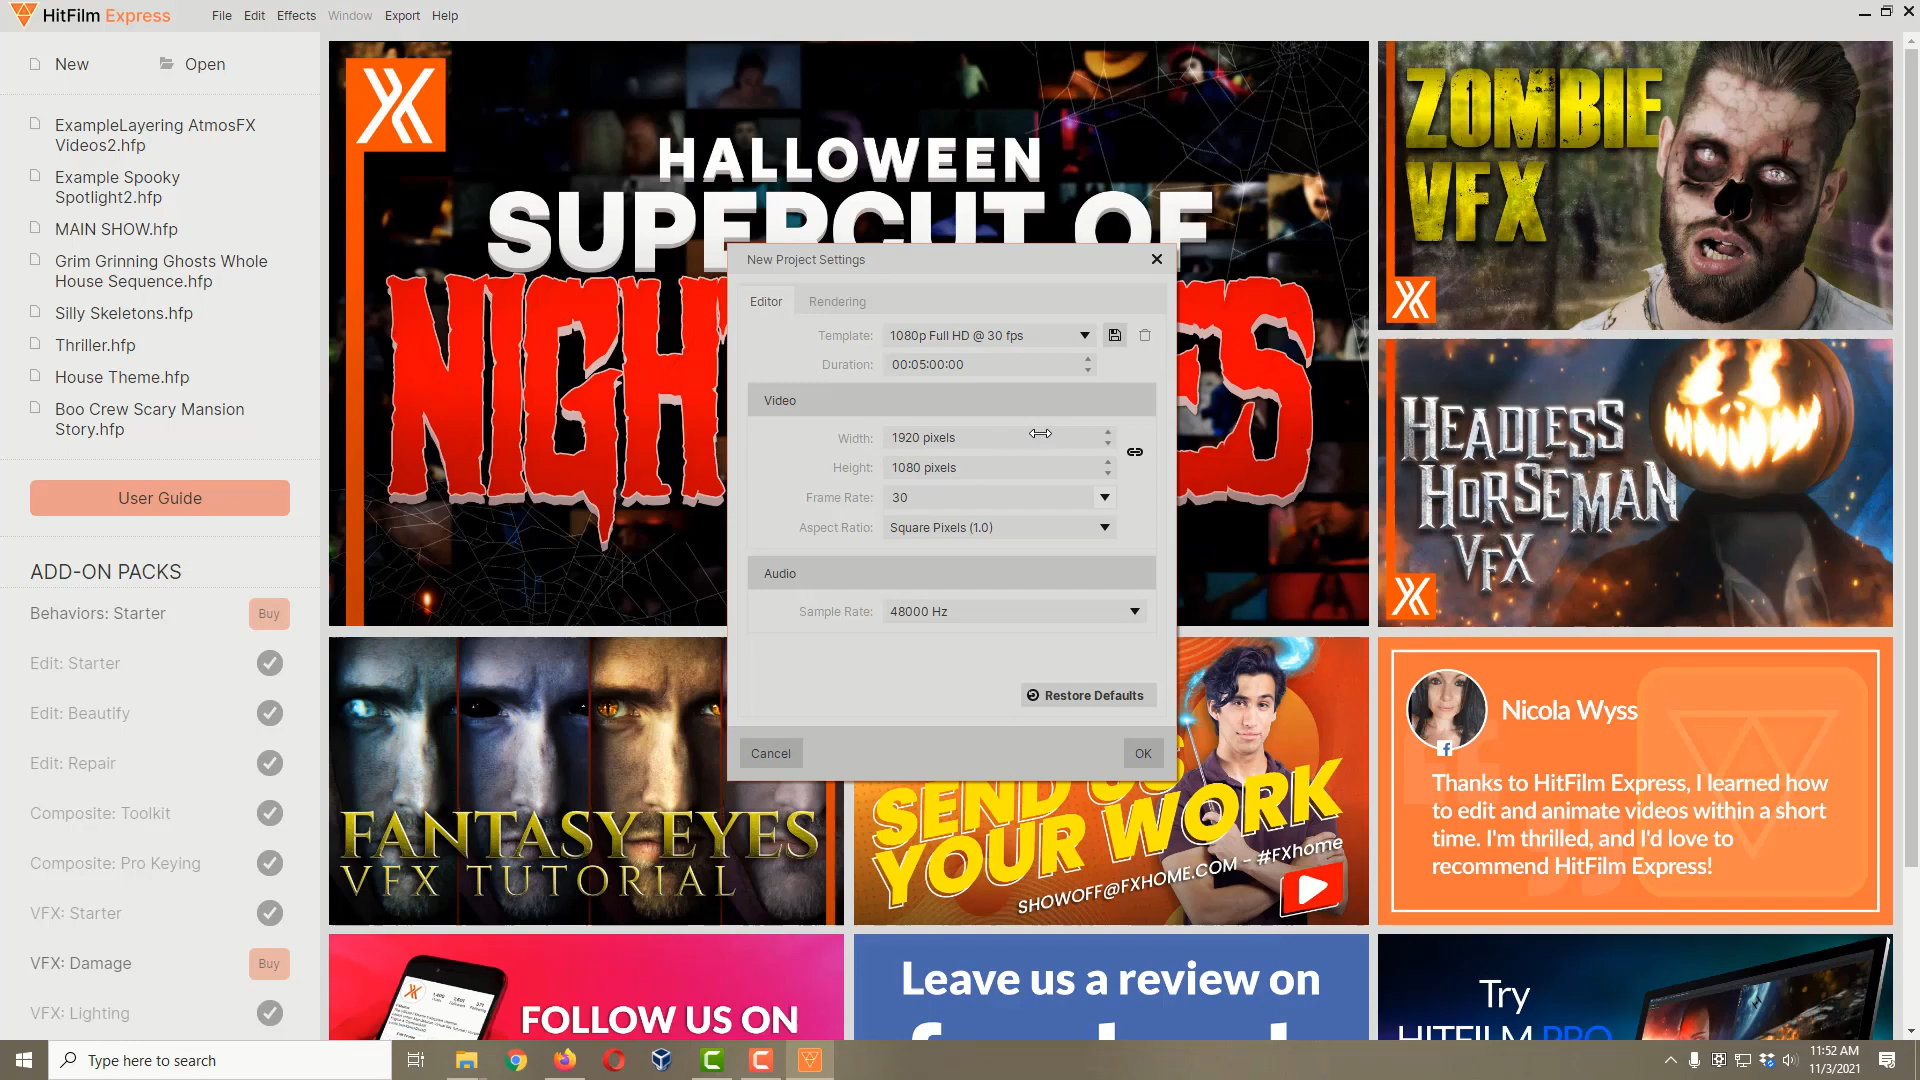 HitFilm Express
File Edit Effects Window Export Help
New Open
ExampleLayering AtmosFX
Videos2.hfp
Example Spooky
Spotlight2.hfp
MAIN SHOW.hfp
Grim Grinning Ghosts Whole
House Sequence.hfp
Silly Skeletons.hfp
Thriller.hfp
House Theme.hfp
Boo Crew Scary Mansion
Story.hfp
User Guide
ADD-ON PACKS
Behaviors: Starter Buy
Edit: Starter
Edit: Beautify
Edit: Repair
Composite: Toolkit
Composite: Pro Keying
VFX: Starter
VFX: Damage Buy
VFX: Lighting
HALLOWEEN
SUPERCUT OF
ZOMBIE
VFX
New Project Settings
Editor Rendering
Template: 1080p Full HD @ 30 fps
Duration: 00:05:00:00
Video
Width: 1920 pixels
Height: 1080 pixels
Frame Rate: 30
Aspect Ratio: Square Pixels (1.0)
Audio
Sample Rate: 48000 Hz
Restore Defaults
Cancel OK
HEADLESS
HORSEMAN
VFX
FANTASY EYES
VFX TUTORIAL
SEND US
YOUR WORK
SHOWOFF@FXHOME.COM - #FXhome
Nicola Wyss
Thanks to HitFilm Express, I learned how
to edit and animate videos within a short
time. I'm thrilled, and I'd love to
recommend HitFilm Express!
FOLLOW US ON
Leave us a review on
Try
HITFILM PRO
Type here to search
11:52 AM
11/3/2021